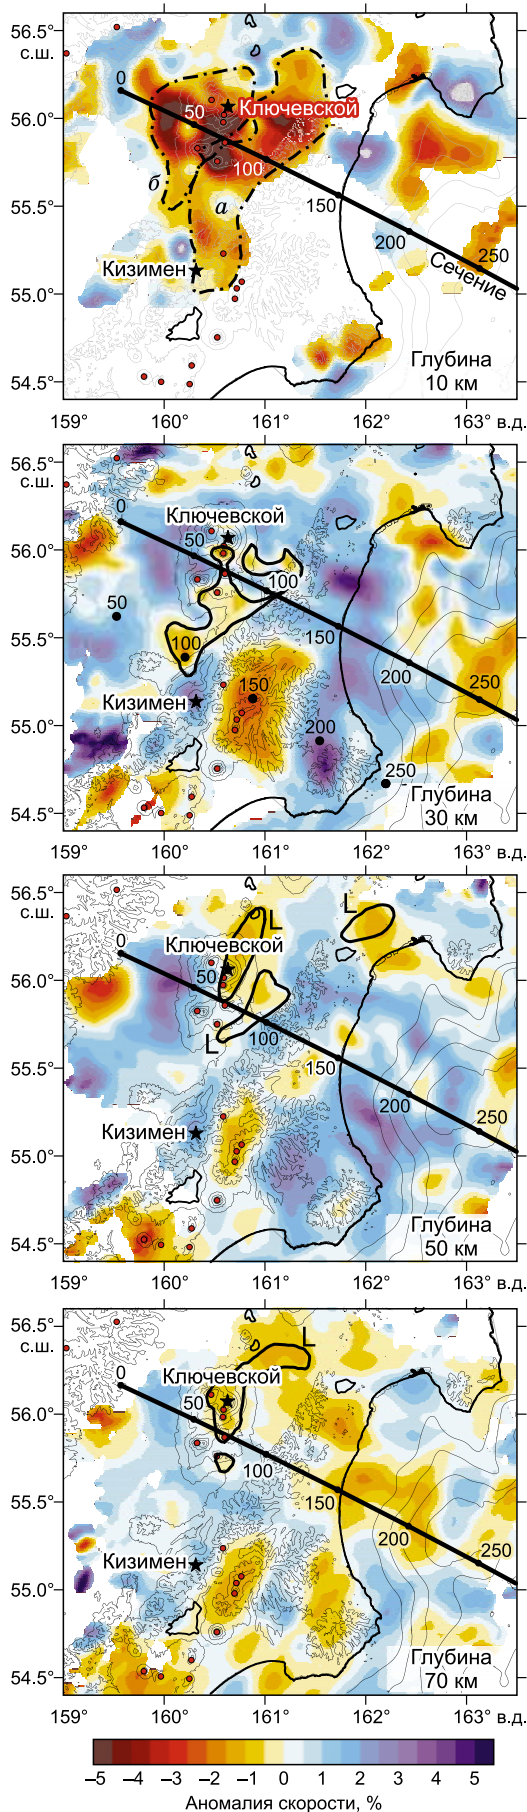 56.5°
с.ш.
0
50
Ключевской
56.0°
100
б
а
55.5°
150
200
250
Кизимен
Сечение
55.0°
Глубина
10 км
54.5°
159° 160° 161° 162° 163° в.д.
56.5°
с.ш.
0
Ключевской
50
56.0°
100
50
150
100
200
250
55.5°
Кизимен
150
55.0°
200
250
Глубина
30 км
54.5°
159° 160° 161° 162° 163° в.д.
56.5°
с.ш.
L
L
0
Ключевской
50
56.0°
L
100
150
55.5°
200
250
Кизимен
55.0°
Глубина
50 км
54.5°
159° 160° 161° 162° 163° в.д.
56.5°
с.ш.
L
0
Ключевской
50
56.0°
100
150
55.5°
200
250
Кизимен
55.0°
Глубина
70 км
54.5°
159° 160° 161° 162° 163° в.д.
–5 –4 –3 –2 –1 0 1 2 3 4 5
Аномалия скорости, %